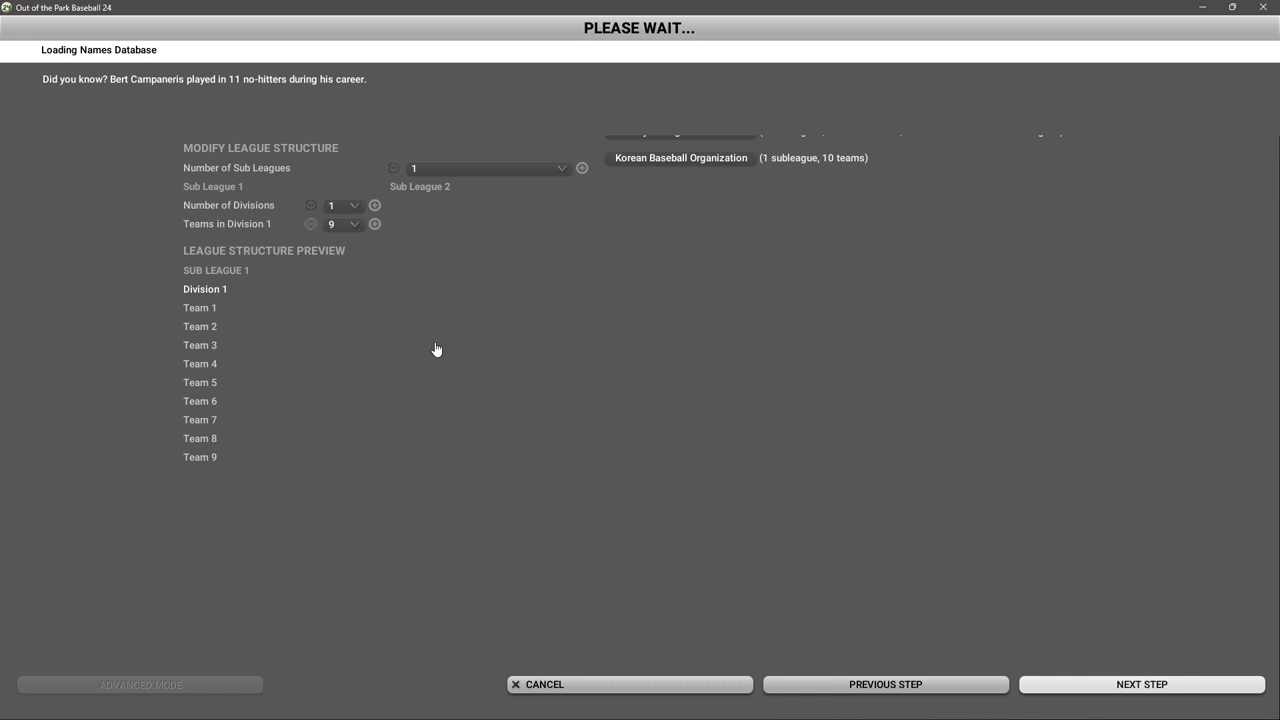 Out of the Park Baseball 24
PLEASE WAIT...
Loading Names Database
Did you know? Bert Campaneris played in 11 no-hitters during his career.
MODIFY LEAGUE STRUCTURE
Korean Baseball Organization (1 subleague, 10 teams)
Number of Sub Leagues 1
Sub League 1 Sub League 2
Number of Divisions 1
Teams in Division 1 9
LEAGUE STRUCTURE PREVIEW
SUB LEAGUE 1
Division 1
Team 1
Team 2
Team 3
Team 4
Team 5
Team 6
Team 7
Team 8
Team 9
ADVANCED MODE CANCEL PREVIOUS STEP NEXT STEP